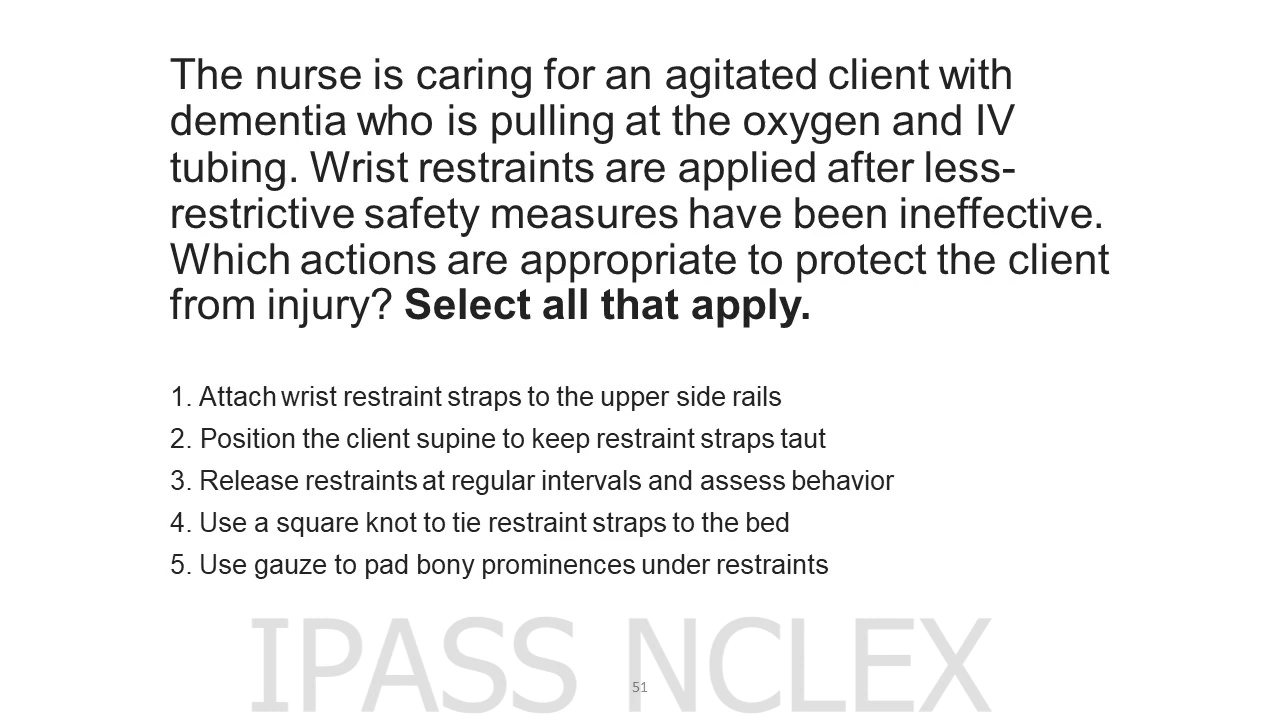 The nurse is caring for an agitated client with
dementia who is pulling at the oxygen and IV
tubing. Wrist restraints are applied after less-
restrictive safety measures have been ineffective.
Which actions are appropriate to protect the client
from injury? Select all that apply.
1. Attach wrist restraint straps to the upper side rails
2. Position the client supine to keep restraint straps taut
3. Release restraints at regular intervals and assess behavior
4. Use a square knot to tie restraint straps to the bed
5. Use gauze to pad bony prominences under restraints
IPASS NCLEX
51